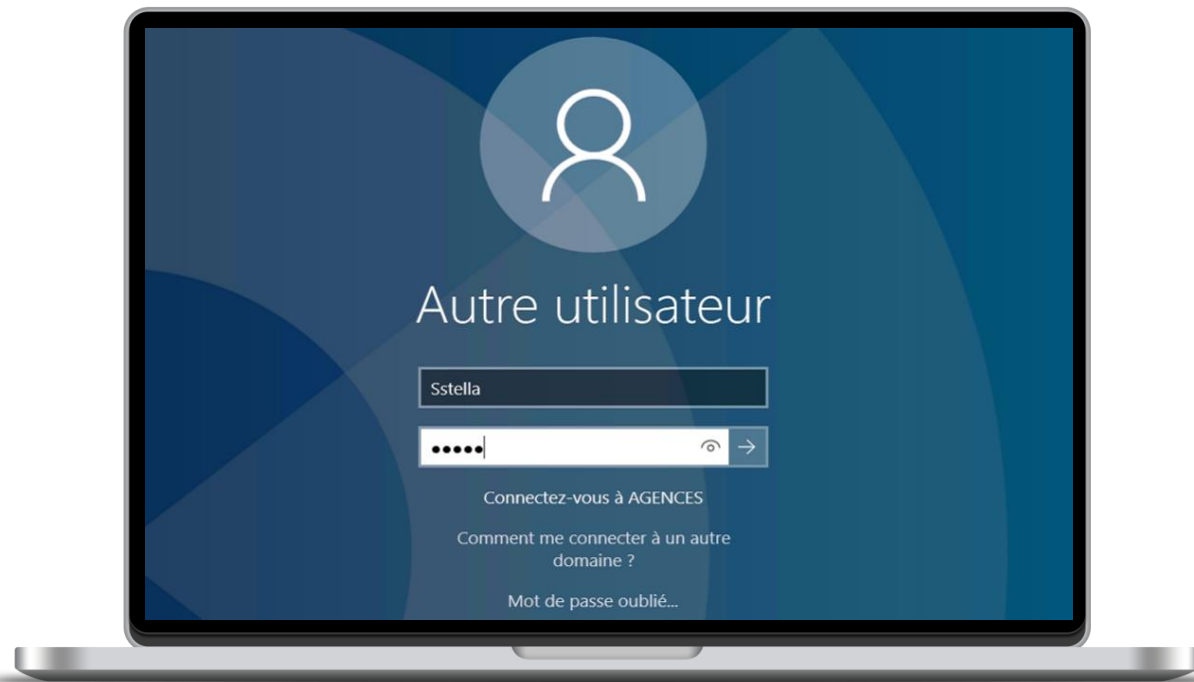 Autre utilisateur
Sstella
•••••
Connectez-vous à AGENCES
Comment me connecter à un autre
domaine ?
Mot de passe oublié...